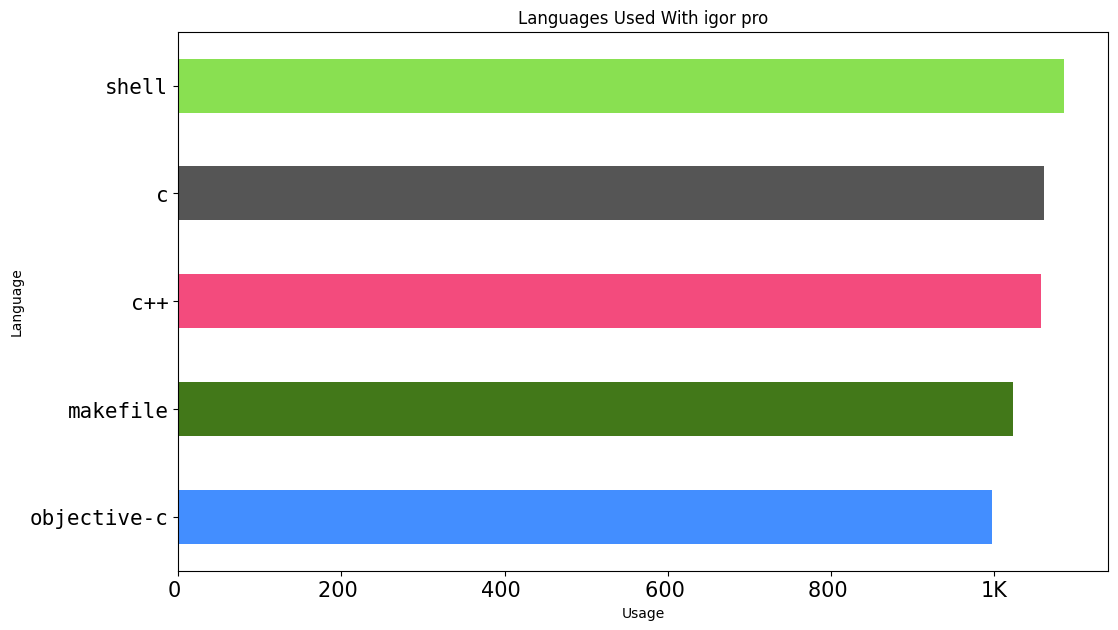 Languages Used With igor pro
shell
c
c++
makefile
objective-c
Language
0 200 400 600 800 1K
Usage